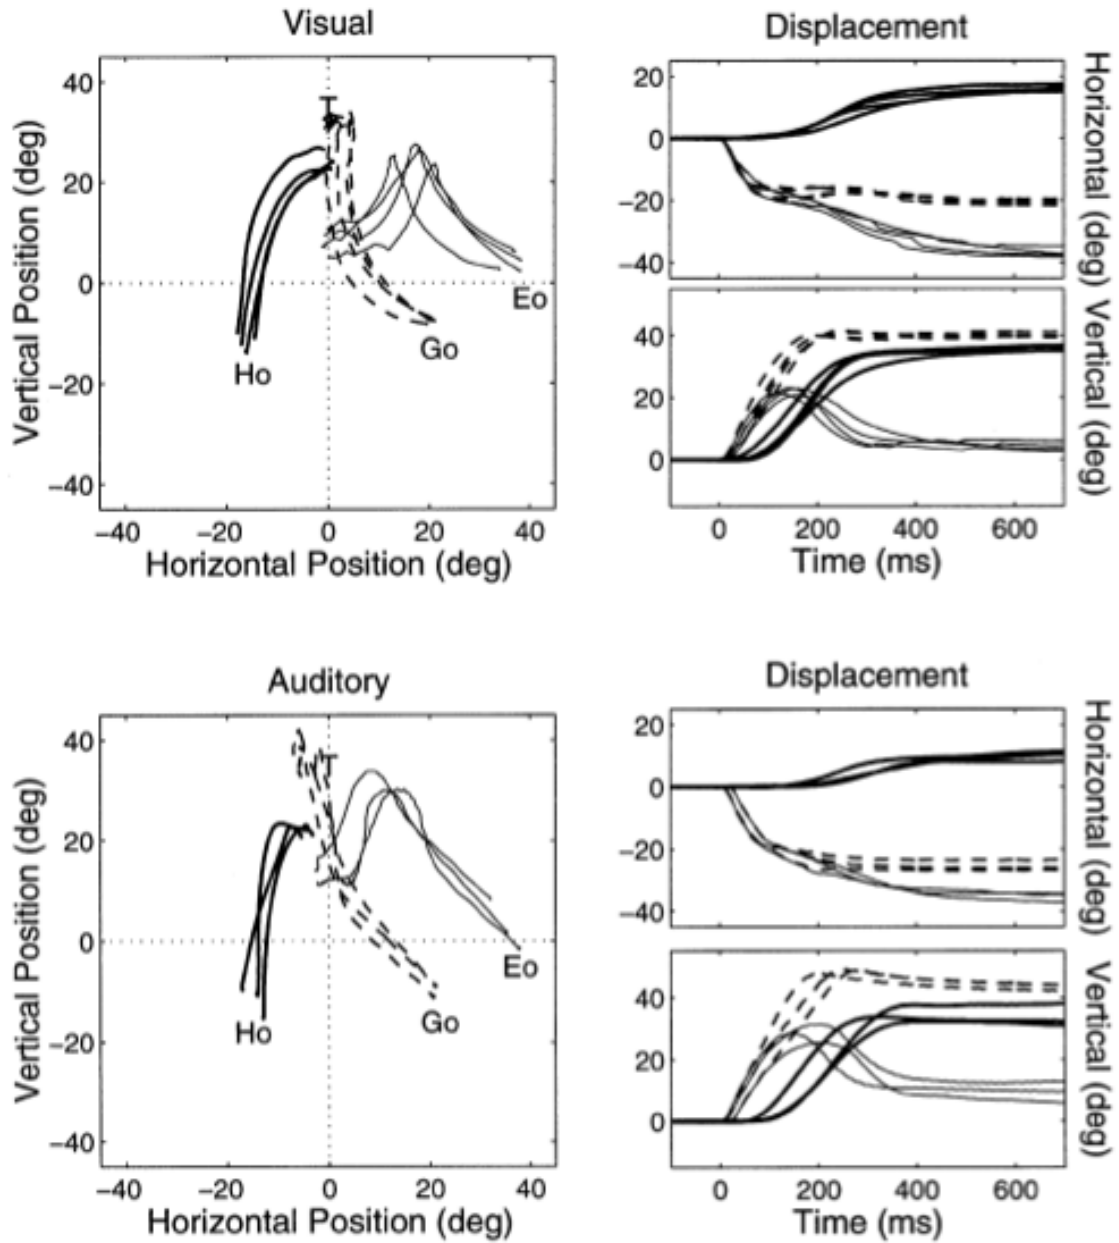 Visual
Displacement
40
20
0
−20
−40
Vertical Position (deg)
T
Ho
Go
Eo
−40 −20 0 20 40
Horizontal Position (deg)
20
0
−20
−40
Horizontal (deg)
40
20
0
Vertical (deg)
0 200 400 600
Time (ms)
Auditory
Displacement
40
20
0
−20
−40
Vertical Position (deg)
T
Ho
Go
Eo
−40 −20 0 20 40
Horizontal Position (deg)
20
0
−20
−40
Horizontal (deg)
40
20
0
Vertical (deg)
0 200 400 600
Time (ms)